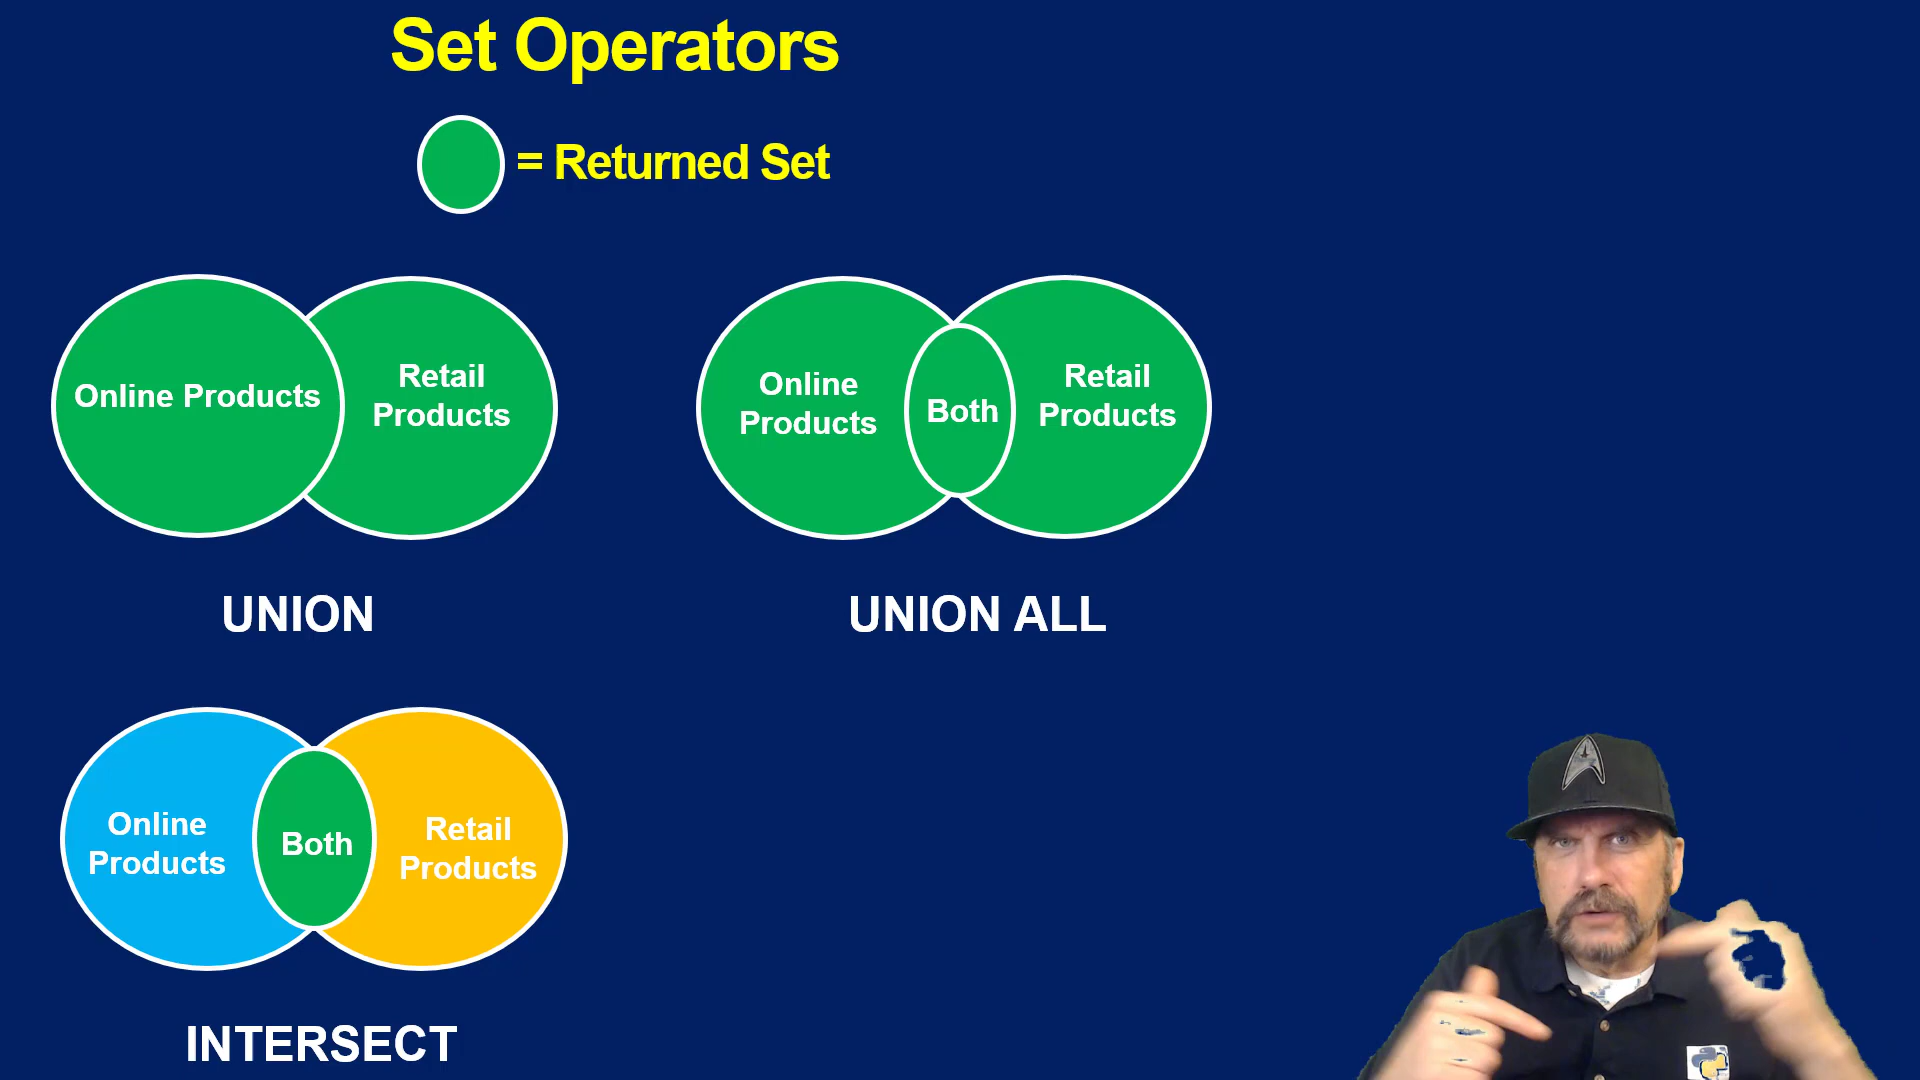 Set Operators
= Returned Set
Online Products
Retail
Products
Online
Products
Both
Retail
Products
UNION
UNION ALL
Online
Products
Both
Retail
Products
INTERSECT